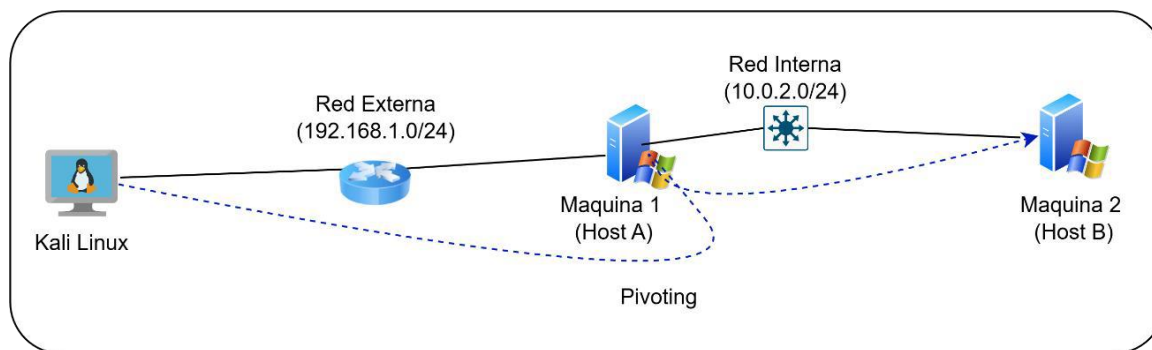 Red Interna
(10.0.2.0/24)
Red Externa
(192.168.1.0/24)
Kali Linux
Maquina 1
(Host A)
Maquina 2
(Host B)
Pivoting